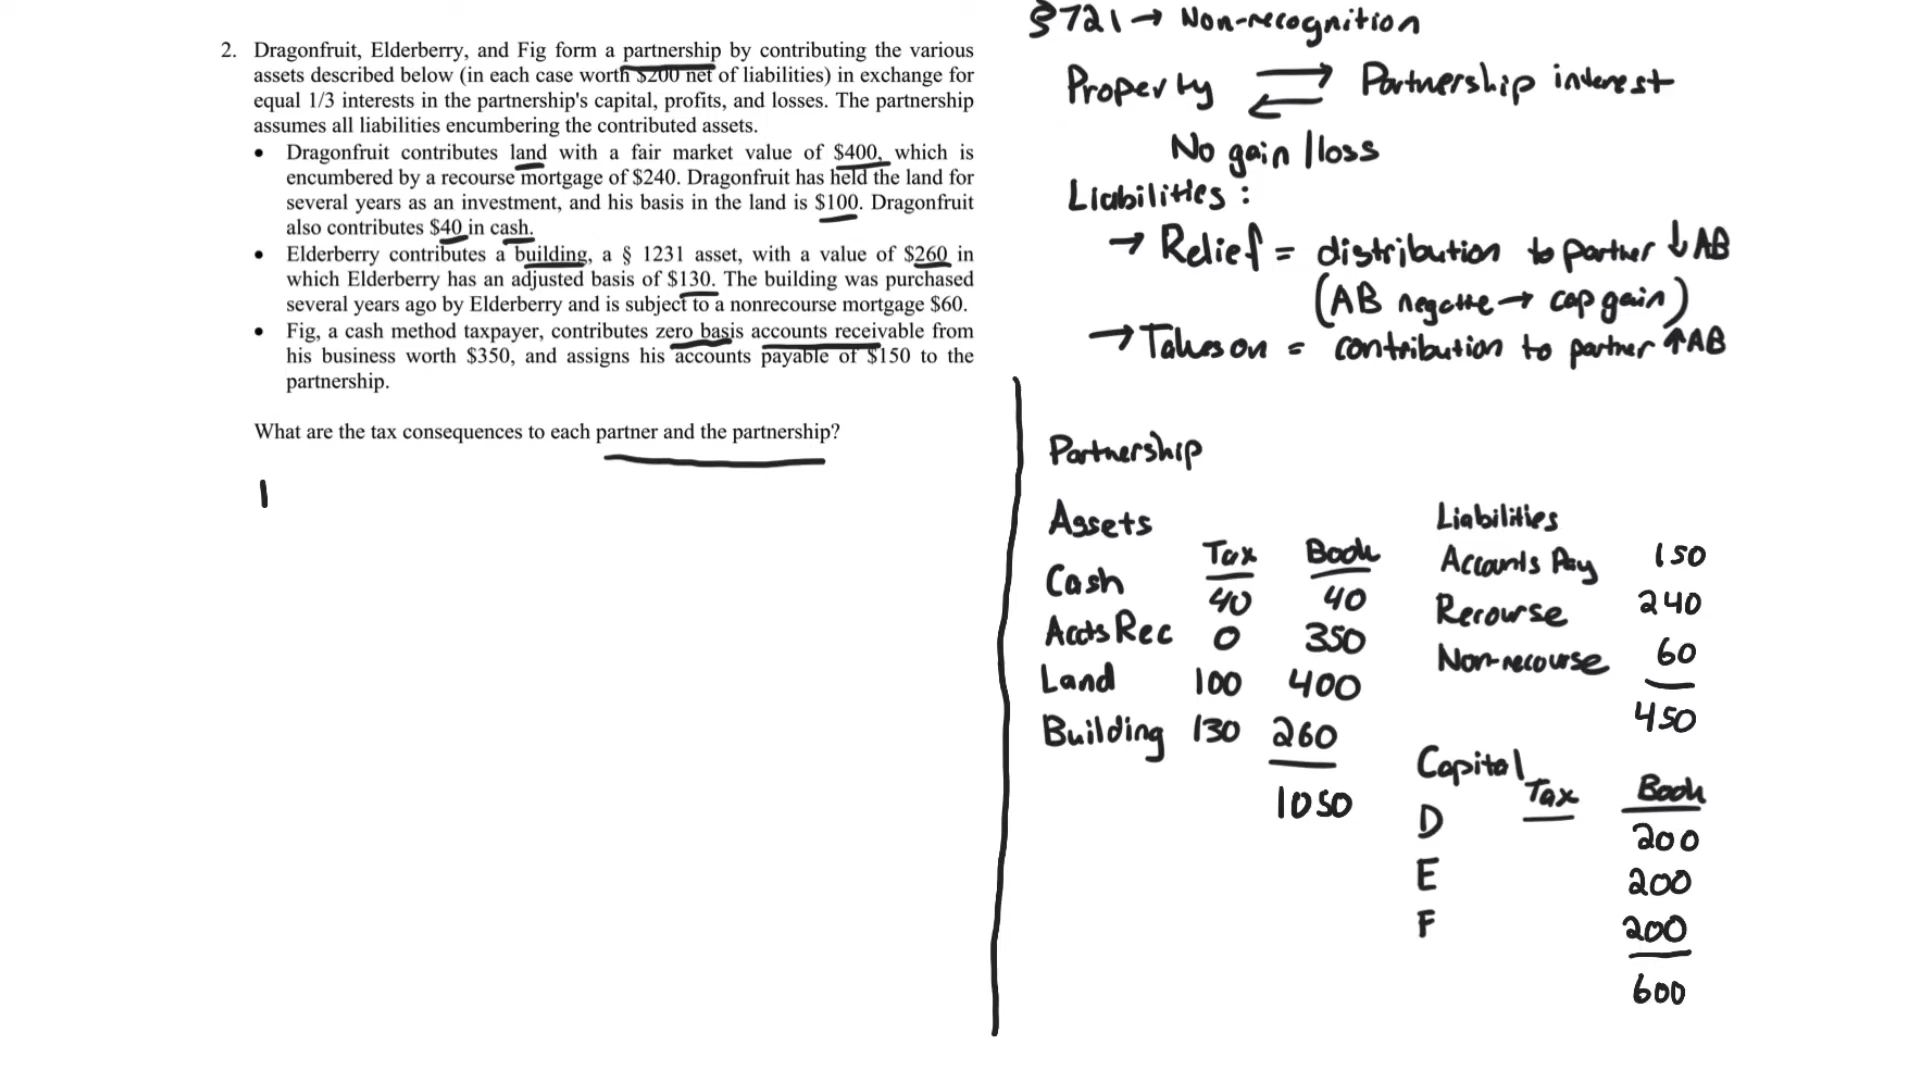 2. Dragonfruit, Elderberry, and Fig form a partnership by contributing the various
assets described below (in each case worth $200 net of liabilities) in exchange for
equal 1/3 interests in the partnership's capital, profits, and losses. The partnership
assumes all liabilities encumbering the contributed assets.
• Dragonfruit contributes land with a fair market value of $400, which is
encumbered by a recourse mortgage of $240. Dragonfruit has held the land for
several years as an investment, and his basis in the land is $100. Dragonfruit
also contributes $40 in cash.
• Elderberry contributes a building, a § 1231 asset, with a value of $260 in
which Elderberry has an adjusted basis of $130. The building was purchased
several years ago by Elderberry and is subject to a nonrecourse mortgage $60.
• Fig, a cash method taxpayer, contributes zero basis accounts receivable from
his business worth $350, and assigns his accounts payable of $150 to the
partnership.
What are the tax consequences to each partner and the partnership?
§721 → Non-recognition
Property ⇄ Partnership interest
No gain/loss
Liabilities:
→ Relief = distribution to partner ↓AB
(AB negative → cap gain)
→ Takes on = contribution to partner ↑AB
Partnership
Assets
Tax Book
Cash 40 40
Accts Rec 0 350
Land 100 400
Building 130 260
1050
Liabilities
Accounts Pay 150
Recourse 240
Non-recourse 60
450
Capital
Tax Book
D 200
E 200
F 200
600